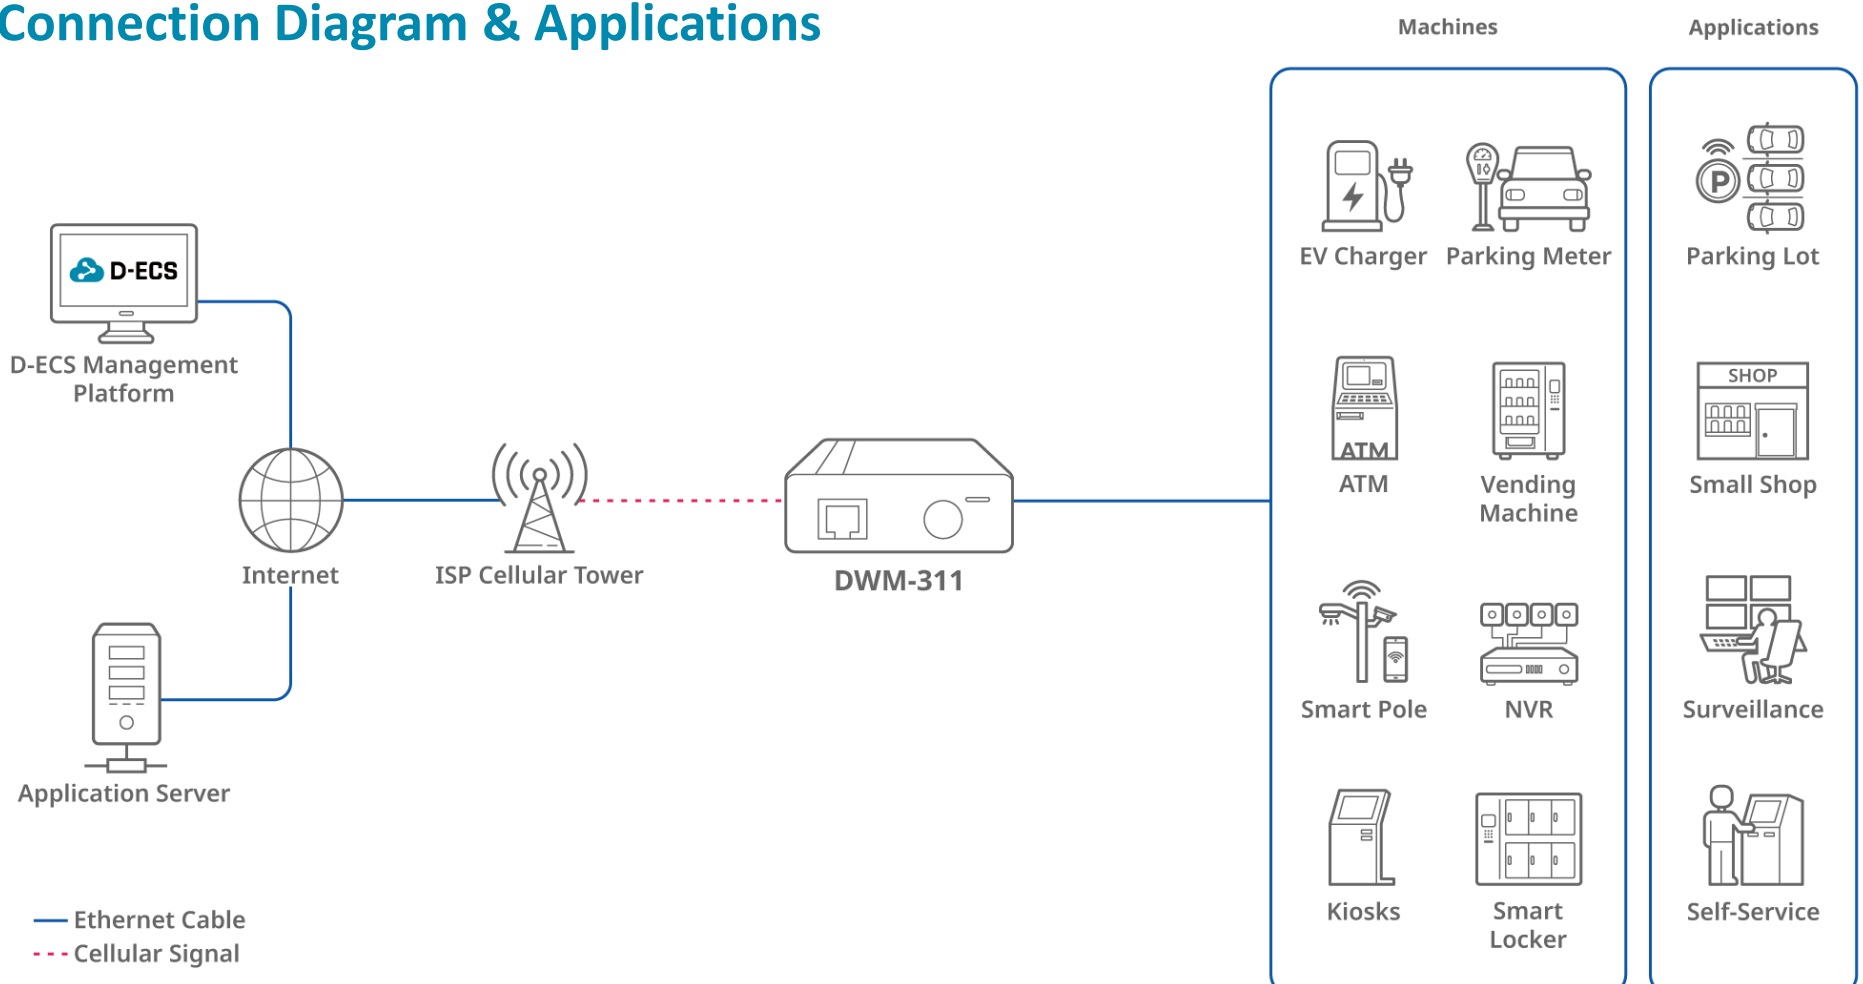 Connection Diagram & Applications
Machines
Applications
D-ECS
D-ECS Management
Platform
Internet
ISP Cellular Tower
DWM-311
Application Server
Ethernet Cable
Cellular Signal
EV Charger
Parking Meter
ATM
ATM
Vending
Machine
Smart Pole
NVR
Kiosks
Smart
Locker
P
Parking Lot
SHOP
Small Shop
Surveillance
Self-Service